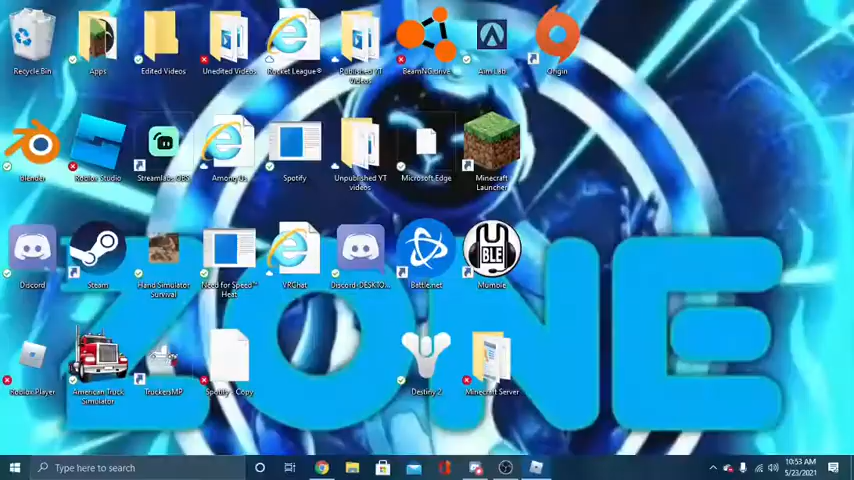 Recycle Bin
Apps
Edited Videos
Unedited Videos
Rocket League®
Published YT
Videos
BeamNG.drive
Aim Lab
Origin
Blender
Roblox Studio
Streamlabs OBS
Among Us
Spotify
Unpublished YT
videos
Microsoft Edge
Minecraft
Launcher
BLE
Discord
Steam
Hand Simulator
Survival
Need for Speed™
Heat
VRChat
Discord-DESKTO...
Battle.net
Mumble
ZONE
Roblox Player
American Truck
Simulator
TruckersMP
Spotify - Copy
Destiny 2
Minecraft Server
Type here to search
10:53 AM
5/23/2021